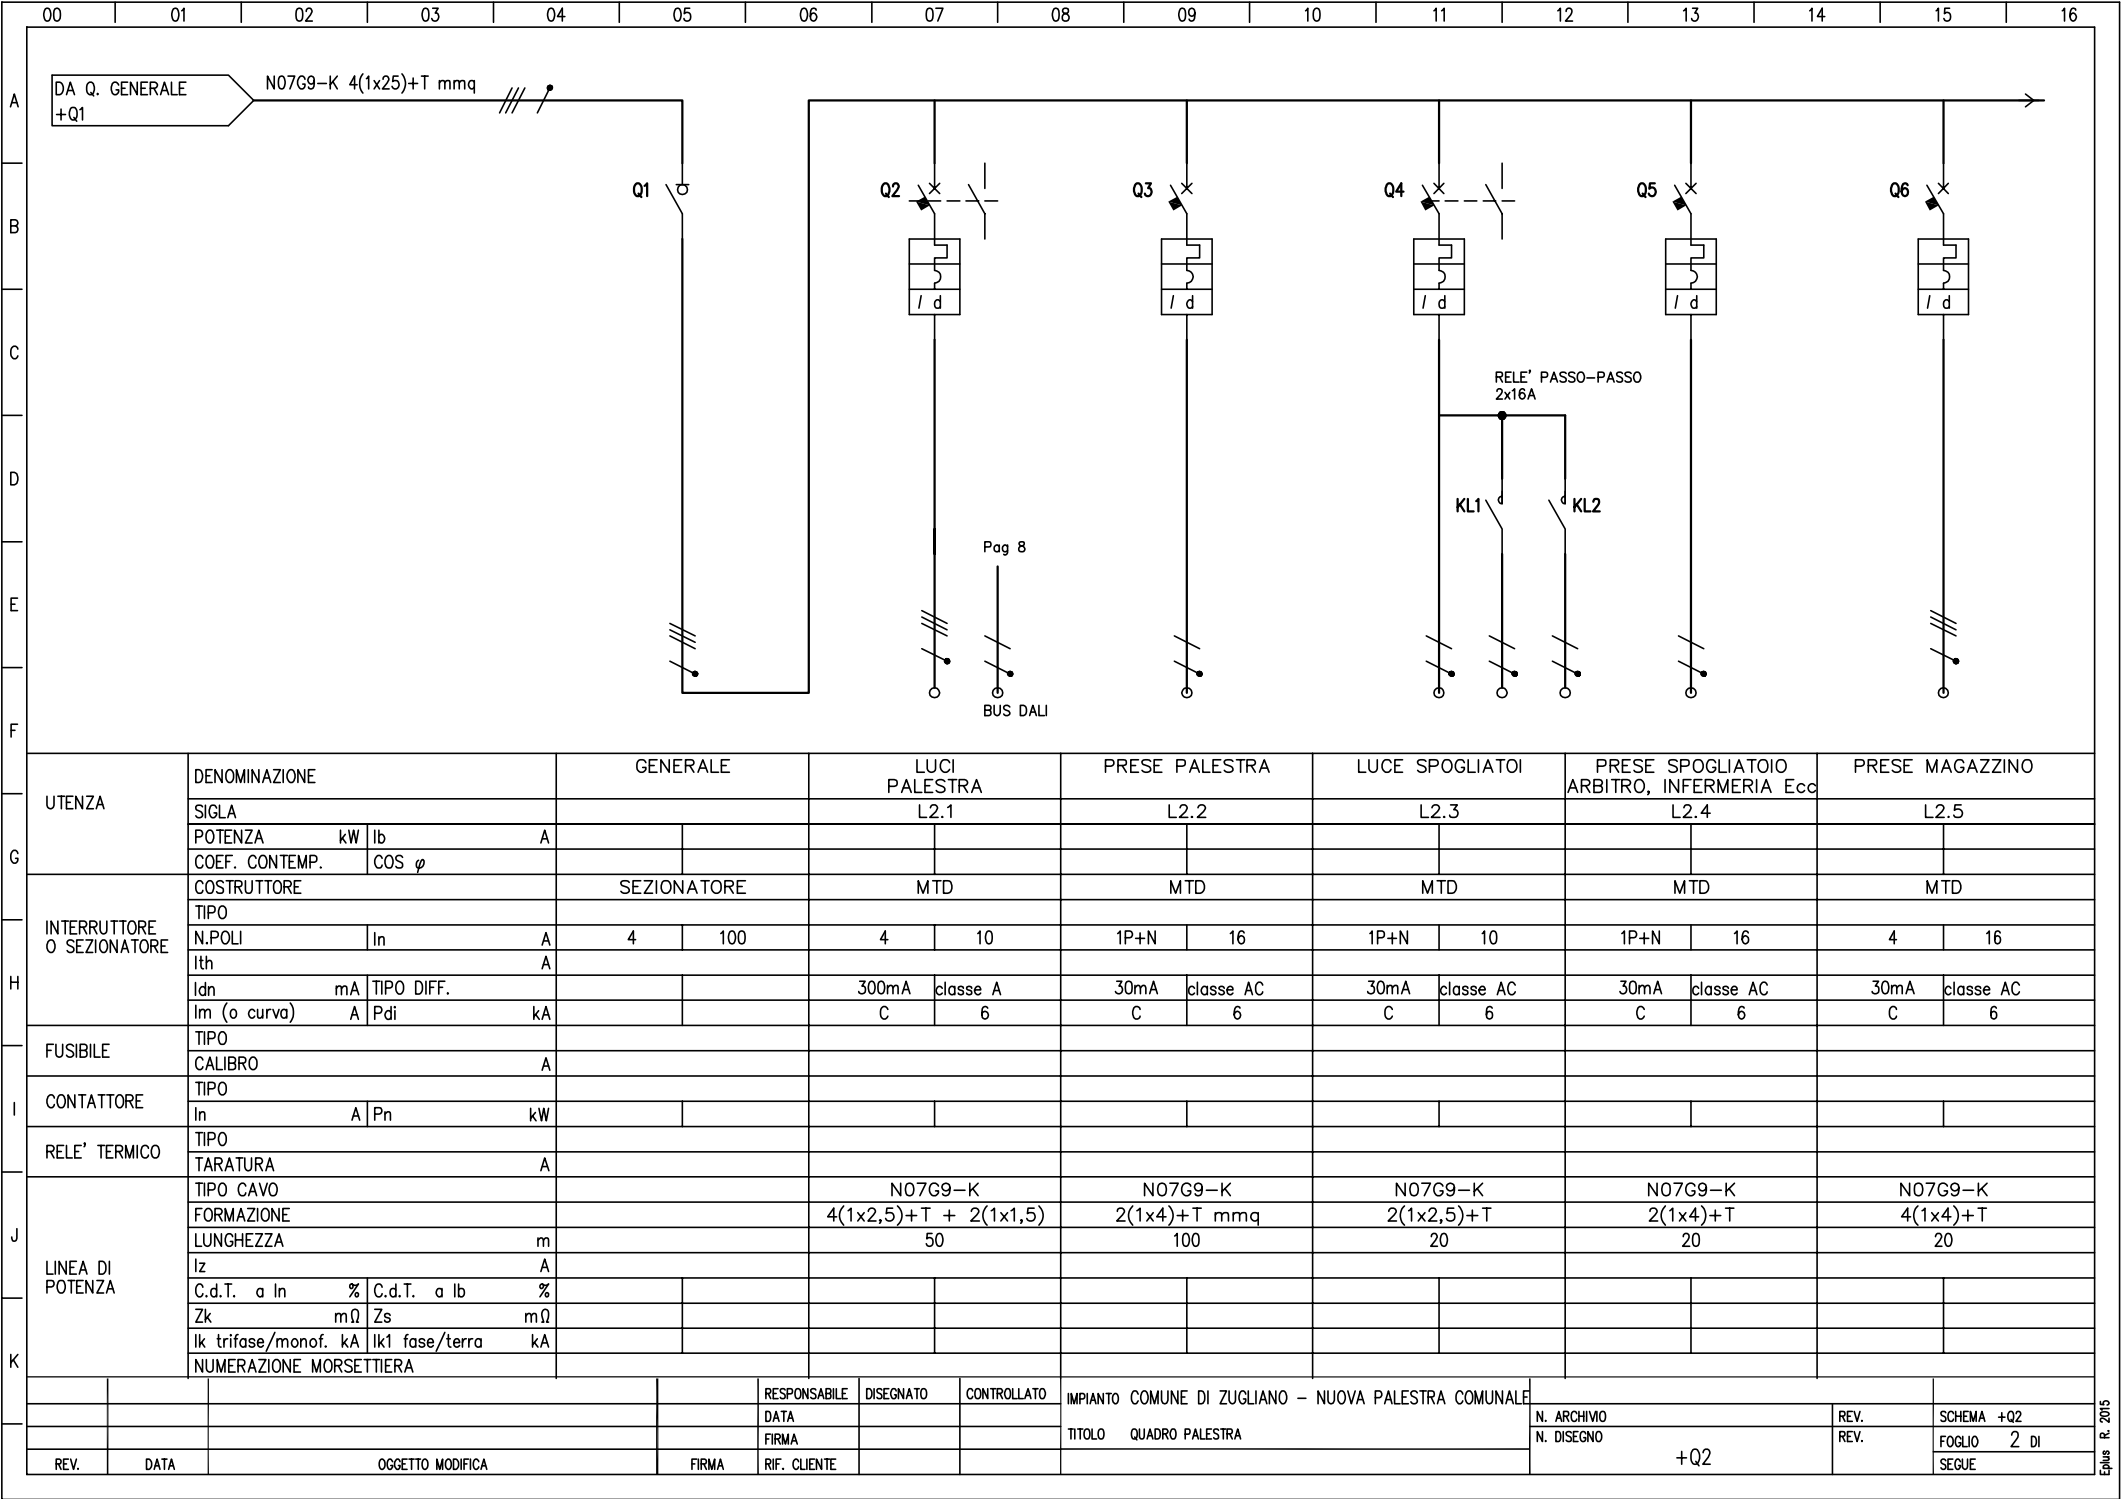 00 01 02 03 04 05 06 07 08 09 10 11 12 13 14 15 16
A
B
C
D
E
F
G
H
I
J
K
DA Q. GENERALE
+Q1
N07G9-K 4(1x25)+T mmq
Q1
Q2
Q3
Q4
Q5
Q6
I d
I d
I d
I d
I d
RELE' PASSO-PASSO
2x16A
KL1
KL2
Pag 8
BUS DALI
UTENZA
DENOMINAZIONE
GENERALE
LUCI
PALESTRA
PRESE PALESTRA
LUCE SPOGLIATOI
PRESE SPOGLIATOIO
ARBITRO, INFERMERIA Ecc
PRESE MAGAZZINO
SIGLA L2.1 L2.2 L2.3 L2.4 L2.5
POTENZA kW Ib A
COEF. CONTEMP. COS φ
INTERRUTTORE
O SEZIONATORE
COSTRUTTORE SEZIONATORE MTD MTD MTD MTD MTD
TIPO
N.POLI In A 4 100 4 10 1P+N 16 1P+N 10 1P+N 16 4 16
Ith A
Idn mA TIPO DIFF. 300mA classe A 30mA classe AC 30mA classe AC 30mA classe AC 30mA classe AC
Im (o curva) A Pdi kA C 6 C 6 C 6 C 6 C 6
FUSIBILE
TIPO
CALIBRO A
CONTATTORE
TIPO
In A Pn kW
RELE' TERMICO
TIPO
TARATURA A
LINEA DI
POTENZA
TIPO CAVO N07G9-K N07G9-K N07G9-K N07G9-K N07G9-K
FORMAZIONE 4(1x2,5)+T + 2(1x1,5) 2(1x4)+T mmq 2(1x2,5)+T 2(1x4)+T 4(1x4)+T
LUNGHEZZA m 50 100 20 20 20
Iz A
C.d.T. a In % C.d.T. a Ib %
Zk mΩ Zs mΩ
Ik trifase/monof. kA Ik1 fase/terra kA
NUMERAZIONE MORSETTIERA
REV. DATA OGGETTO MODIFICA FIRMA
RESPONSABILE DISEGNATO CONTROLLATO
DATA
FIRMA
RIF. CLIENTE
IMPIANTO COMUNE DI ZUGLIANO - NUOVA PALESTRA COMUNALE
TITOLO QUADRO PALESTRA
N. ARCHIVIO REV.
N. DISEGNO REV.
+Q2
SCHEMA +Q2
FOGLIO 2 DI
SEGUE
Eplus R. 2015